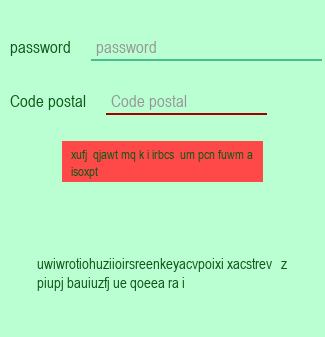 password password
Code postal Code postal
xufj qjawt mq k i irbcs um pcn fuwm a
isoxpt
uwiwrotiohuziioirsreenkeyacvpoixi xacstrev z
piupj bauiuzfj ue qoeea ra i